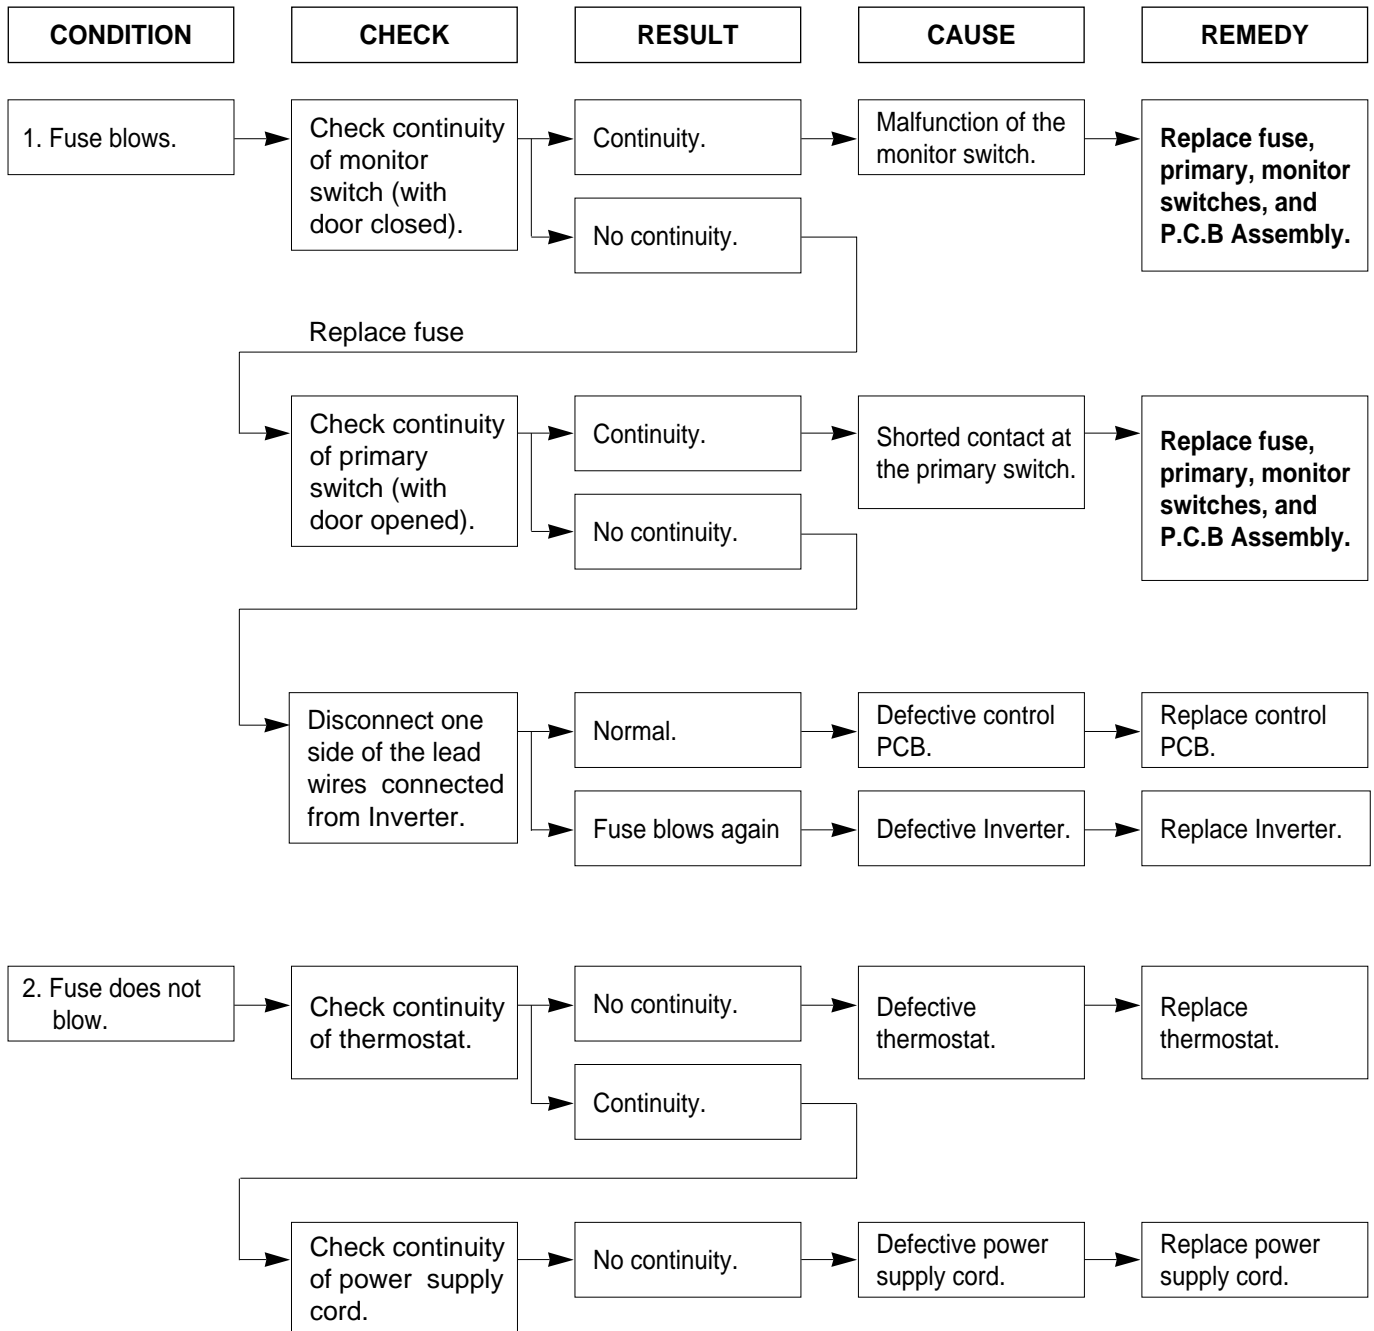 CONDITION CHECK RESULT CAUSE REMEDY
1. Fuse blows.
Check continuity
of monitor
switch (with
door closed).
Continuity.
Malfunction of the
monitor switch.
Replace fuse,
primary, monitor
switches, and
P.C.B Assembly.
No continuity.
Replace fuse
Check continuity
of primary
switch (with
door opened).
Continuity.
Shorted contact at
the primary switch.
Replace fuse,
primary, monitor
switches, and
P.C.B Assembly.
No continuity.
Disconnect one
side of the lead
wires connected
from Inverter.
Normal.
Defective control
PCB.
Replace control
PCB.
Fuse blows again
Defective Inverter.
Replace Inverter.
2. Fuse does not
blow.
Check continuity
of thermostat.
No continuity.
Defective
thermostat.
Replace
thermostat.
Continuity.
Check continuity
of power supply
cord.
No continuity.
Defective power
supply cord.
Replace power
supply cord.